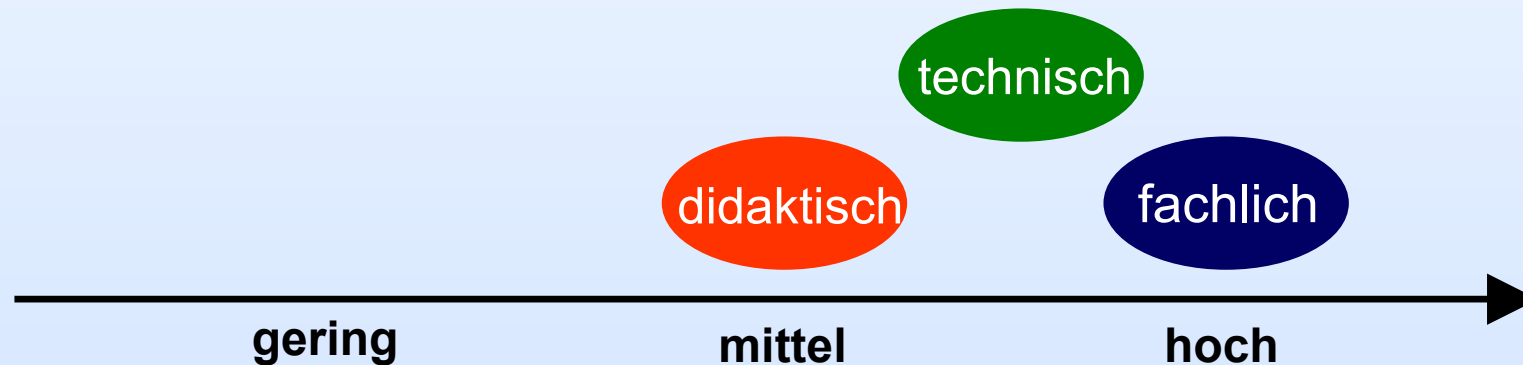 technisch
didaktisch
fachlich
gering
mittel
hoch